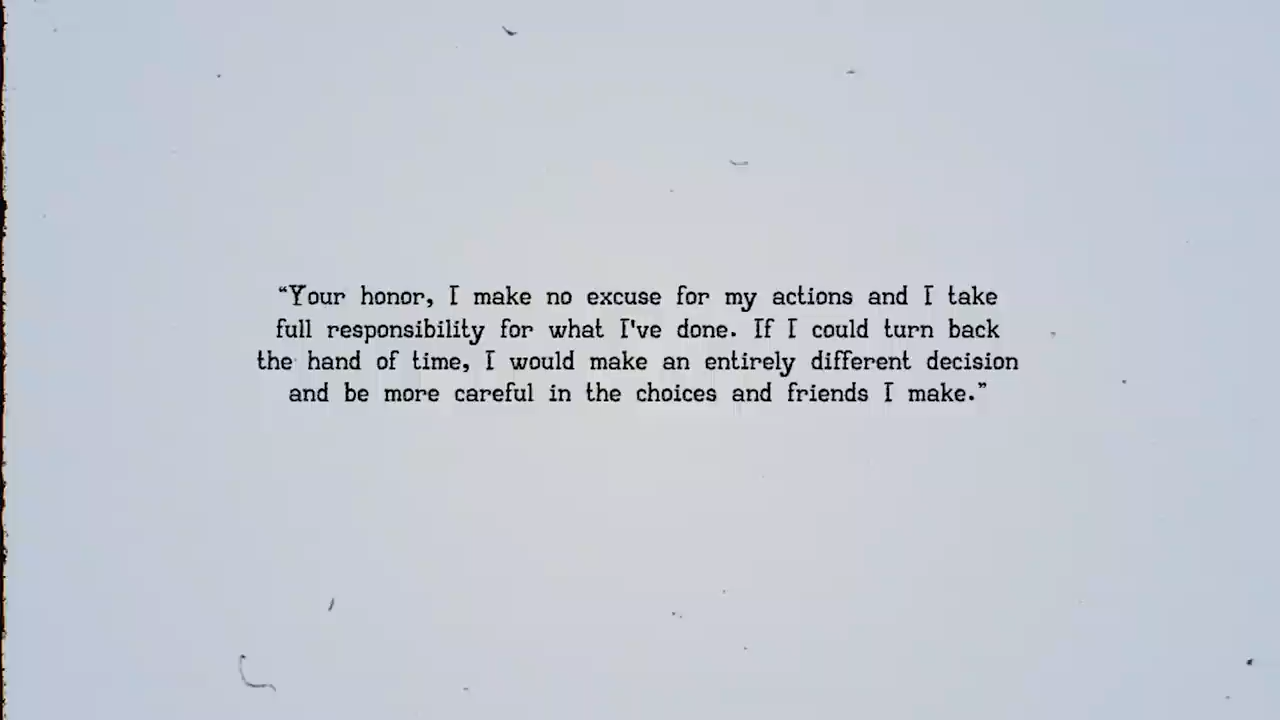 “Your honor, I make no excuse for my actions and I take
full responsibility for what I've done. If I could turn back
the hand of time, I would make an entirely different decision
and be more careful in the choices and friends I make.”